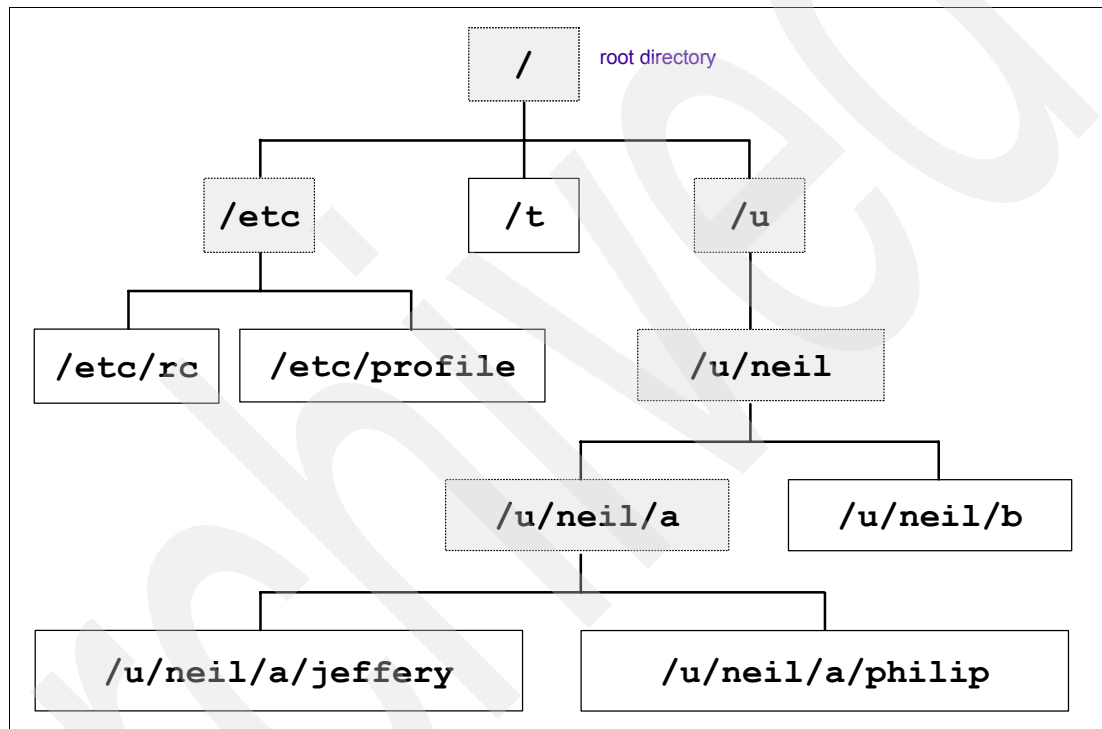 /
root directory
/etc
/t
/u
/etc/rc
/etc/profile
/u/neil
/u/neil/a
/u/neil/b
/u/neil/a/jeffery
/u/neil/a/philip